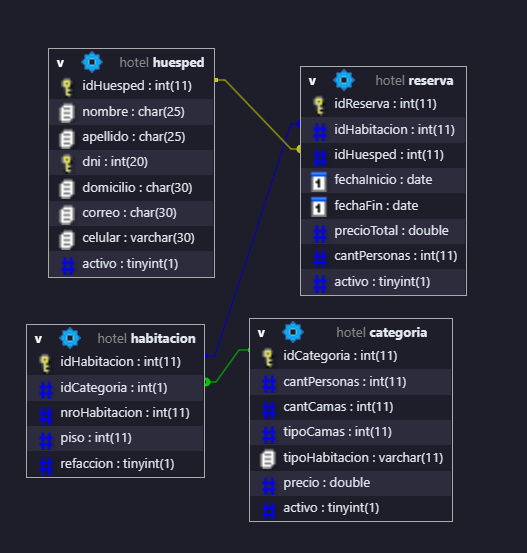 v hotel huesped
idHuesped : int(11)
nombre : char(25)
apellido : char(25)
dni : int(20)
domicilio : char(30)
correo : char(30)
celular : varchar(30)
activo : tinyint(1)
v hotel reserva
idReserva : int(11)
idHabitacion : int(11)
idHuesped : int(11)
fechaInicio : date
fechaFin : date
precioTotal : double
cantPersonas : int(11)
activo : tinyint(1)
v hotel habitacion
idHabitacion : int(11)
idCategoria : int(1)
nroHabitacion : int(11)
piso : int(11)
refaccion : tinyint(1)
v hotel categoria
idCategoria : int(11)
cantPersonas : int(11)
cantCamas : int(11)
tipoCamas : int(11)
tipoHabitacion : varchar(11)
precio : double
activo : tinyint(1)